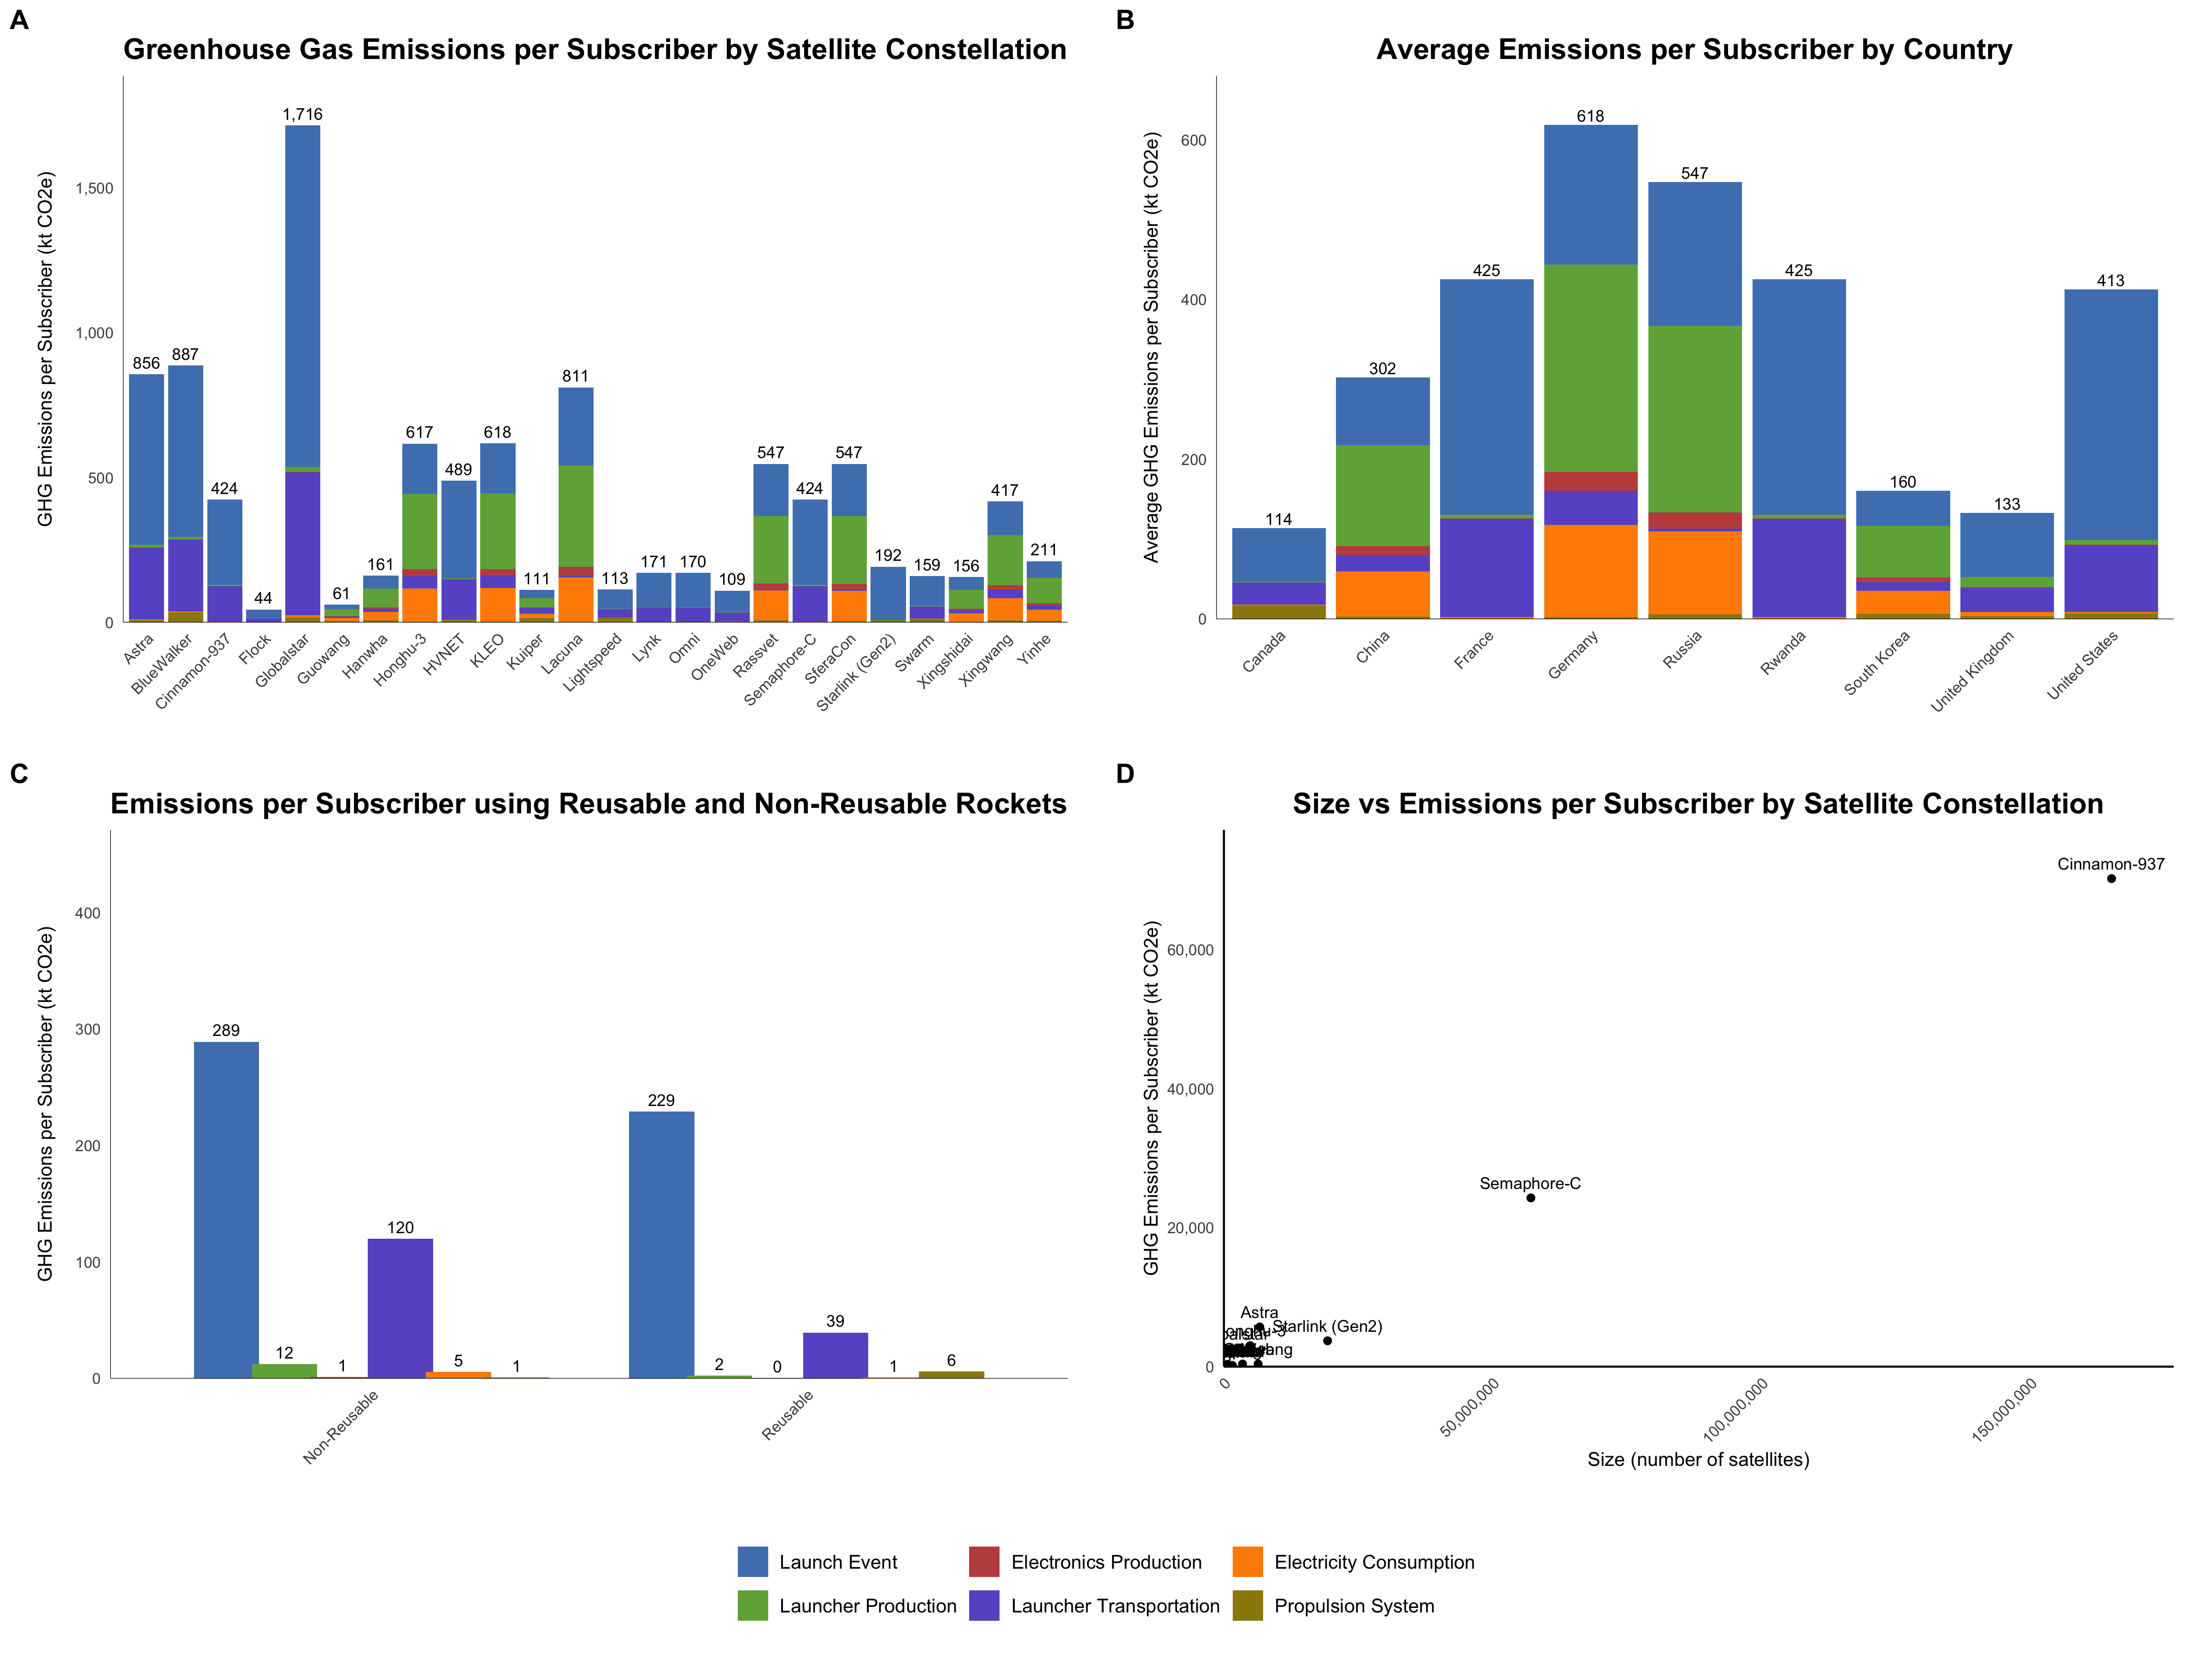 A
Greenhouse Gas Emissions per Subscriber by Satellite Constellation
GHG Emissions per Subscriber (kt CO2e)
1,500
1,000
500
0
856
887
424
44
1,716
61
161
617
489
618
111
811
113
171
170
109
547
424
547
192
159
156
417
211
Astra
BlueWalker
Cinnamon-937
Flock
Globalstar
Guowang
Hanwha
Honghu-3
HVNET
KLEO
Kuiper
Lacuna
Lightspeed
Lynk
Omni
OneWeb
Rassvet
Semaphore-C
SferaCon
Starlink (Gen2)
Swarm
Xingshidai
Xingwang
Yinhe
B
Average Emissions per Subscriber by Country
Average GHG Emissions per Subscriber (kt CO2e)
600
400
200
0
114
302
425
618
547
425
160
133
413
Canada
China
France
Germany
Russia
Rwanda
South Korea
United Kingdom
United States
C
Emissions per Subscriber using Reusable and Non-Reusable Rockets
GHG Emissions per Subscriber (kt CO2e)
400
300
200
100
0
289
12
1
120
5
1
229
2
0
39
1
6
Non-Reusable
Reusable
D
Size vs Emissions per Subscriber by Satellite Constellation
GHG Emissions per Subscriber (kt CO2e)
60,000
40,000
20,000
0
Cinnamon-937
Semaphore-C
Astra
Starlink (Gen2)
0
50,000,000
100,000,000
150,000,000
Size (number of satellites)
Launch Event
Electronics Production
Electricity Consumption
Launcher Production
Launcher Transportation
Propulsion System